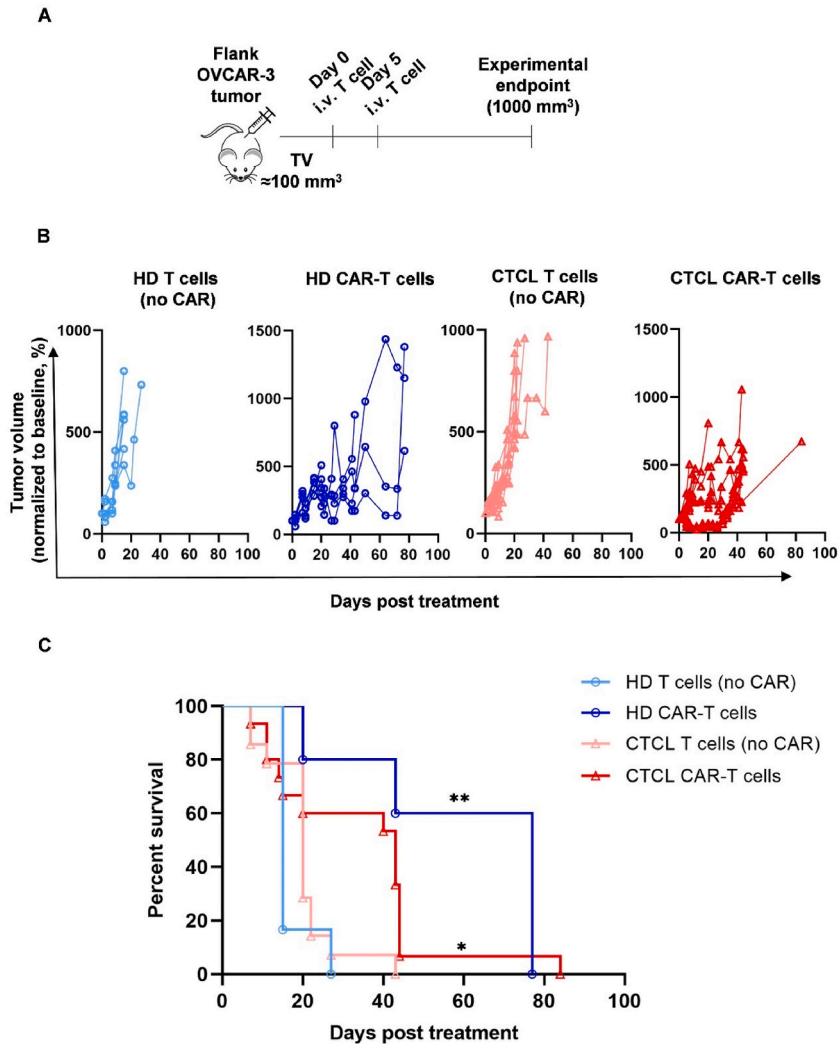 A
Flank
OVCAR-3
tumor
Day 0
i.v. T cell
Day 5
i.v. T cell
Experimental
endpoint
(1000 mm³)
TV
≈100 mm³
B
HD T cells
(no CAR)
HD CAR-T cells
CTCL T cells
(no CAR)
CTCL CAR-T cells
Tumor volume
(normalized to baseline, %)
1000
500
0
0 20 40 60 80 100
1500
1000
500
0
0 20 40 60 80 100
1000
500
0
0 20 40 60 80 100
1500
1000
500
0
0 20 40 60 80 100
Days post treatment
C
HD T cells (no CAR)
HD CAR-T cells
CTCL T cells (no CAR)
CTCL CAR-T cells
Percent survival
100
80
60
40
20
0
**
*
0 20 40 60 80 100
Days post treatment